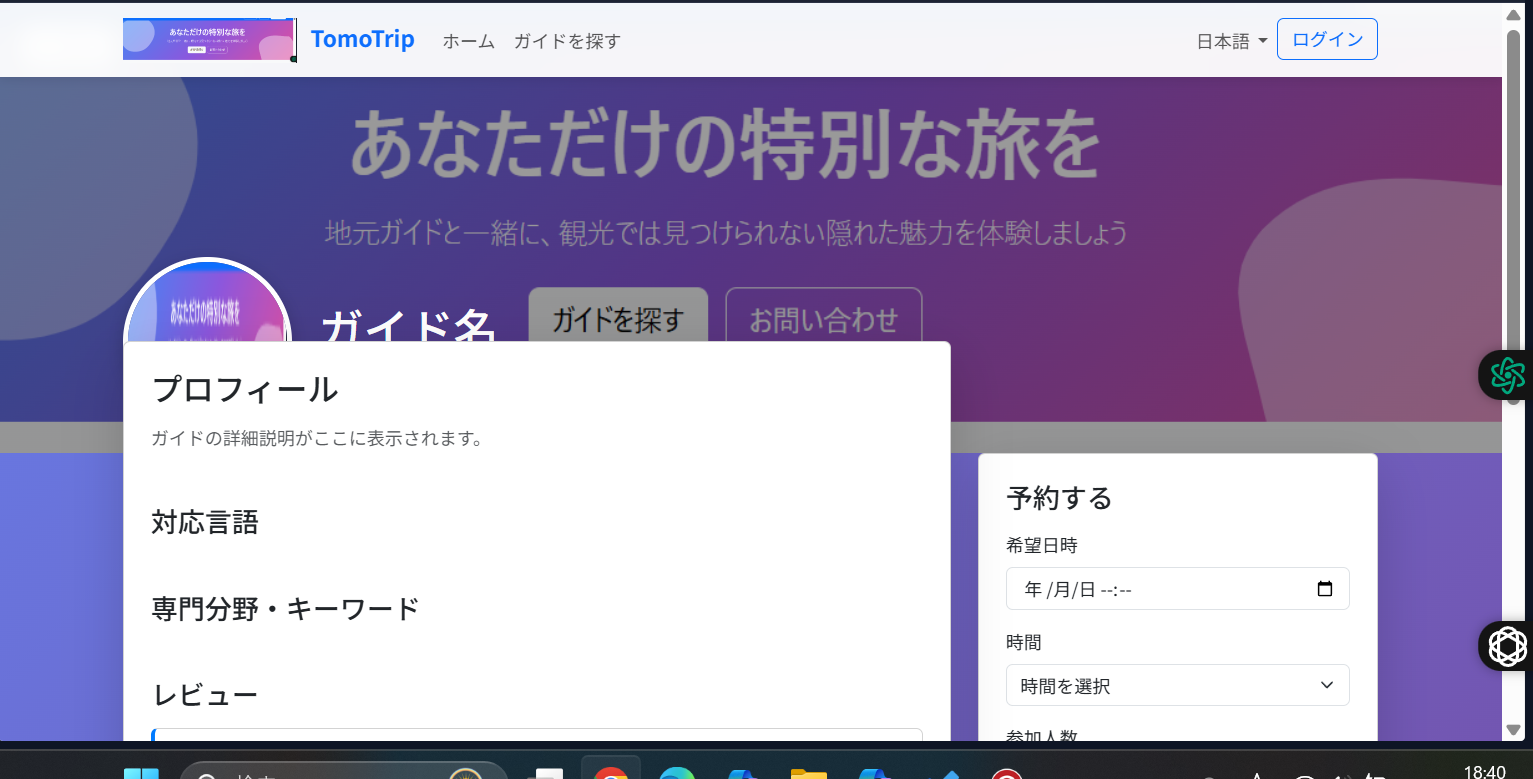 あなただけの特別な旅を
TomoTrip ホーム ガイドを探す 日本語 ログイン
あなただけの特別な旅を
地元ガイドと一緒に、観光では見つけられない隠れた魅力を体験しましょう
あなただけの特別な旅を
ガイド名
ガイドを探す お問い合わせ
プロフィール
ガイドの詳細説明がここに表示されます。
対応言語
専門分野・キーワード
レビュー
予約する
希望日時
年 /月/日 --:--
時間
時間を選択
参加人数
検索
18:40